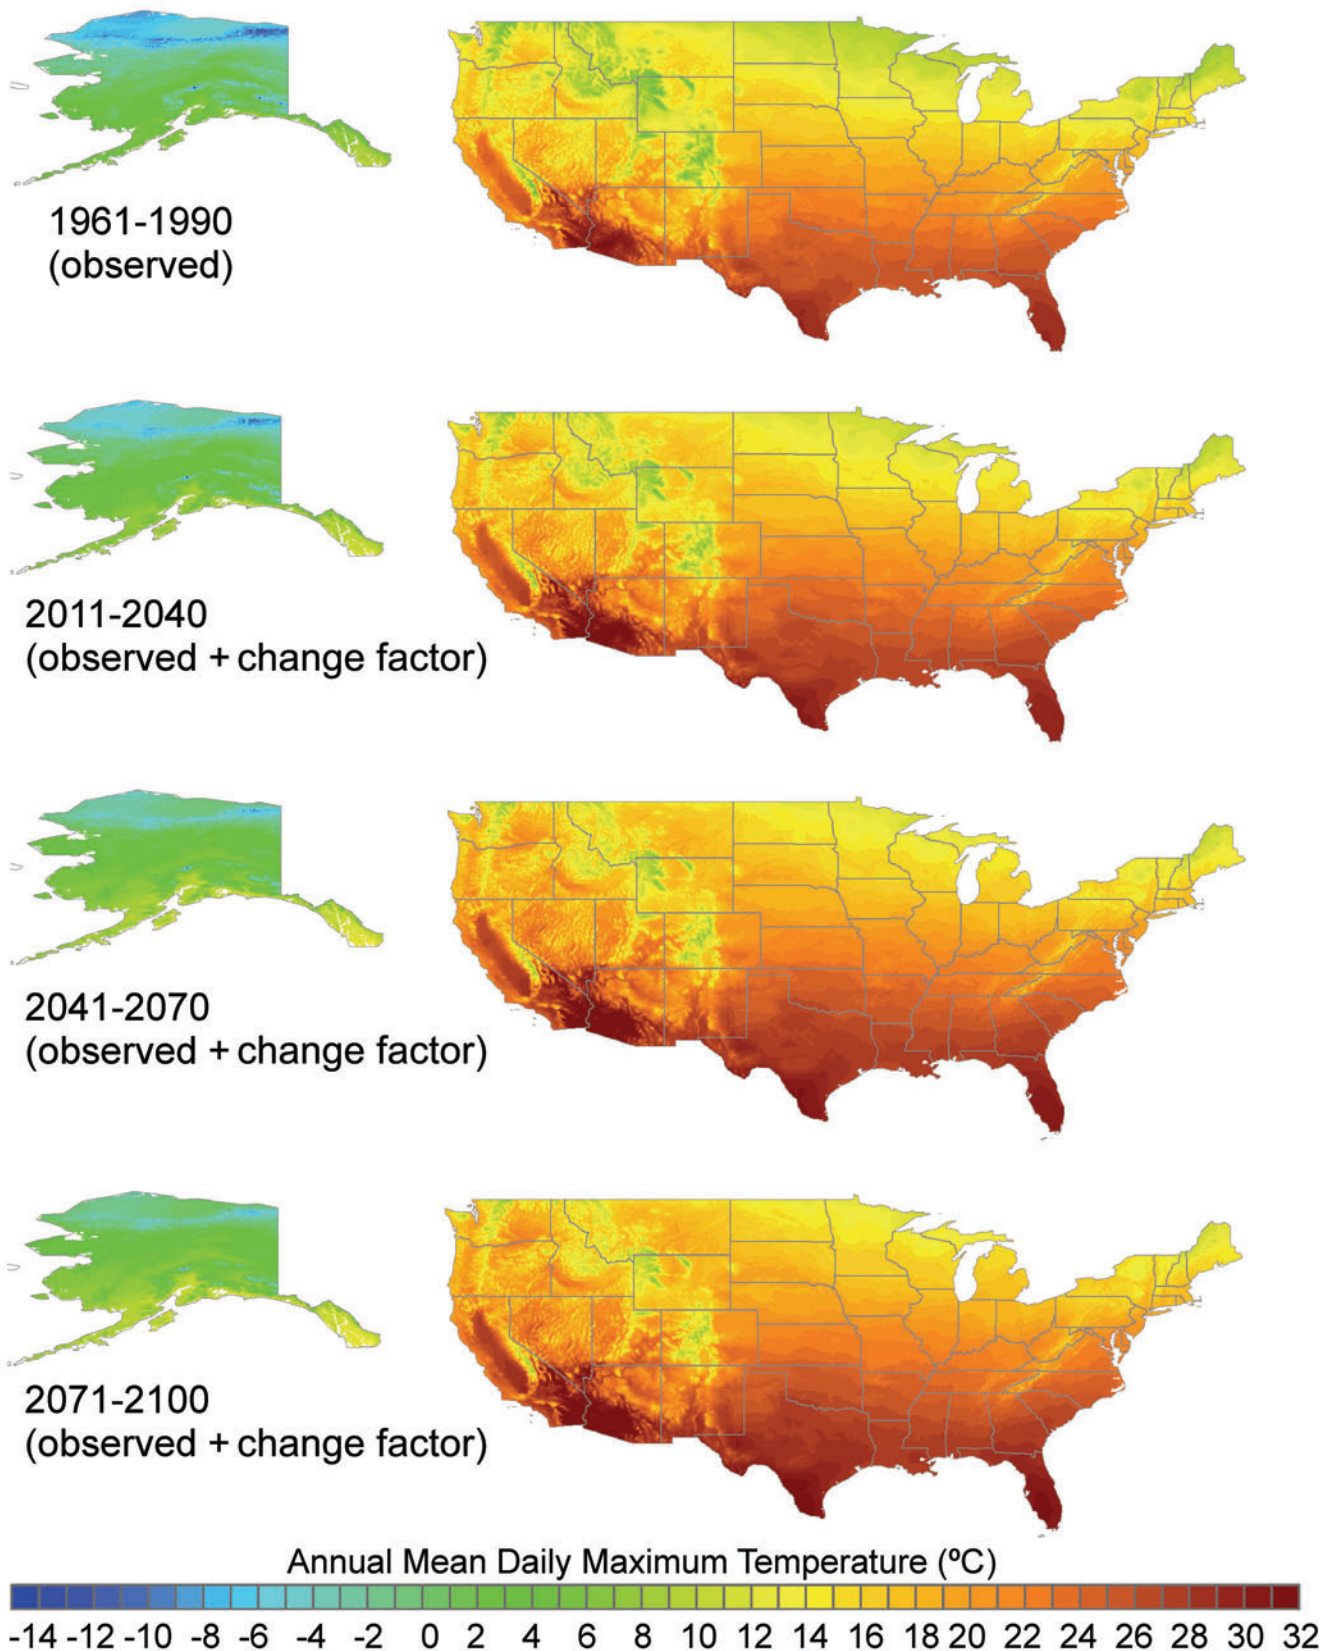 1961-1990
(observed)
2011-2040
(observed + change factor)
2041-2070
(observed + change factor)
2071-2100
(observed + change factor)
Annual Mean Daily Maximum Temperature (ºC)
-14 -12 -10 -8 -6 -4 -2 0 2 4 6 8 10 12 14 16 18 20 22 24 26 28 30 32